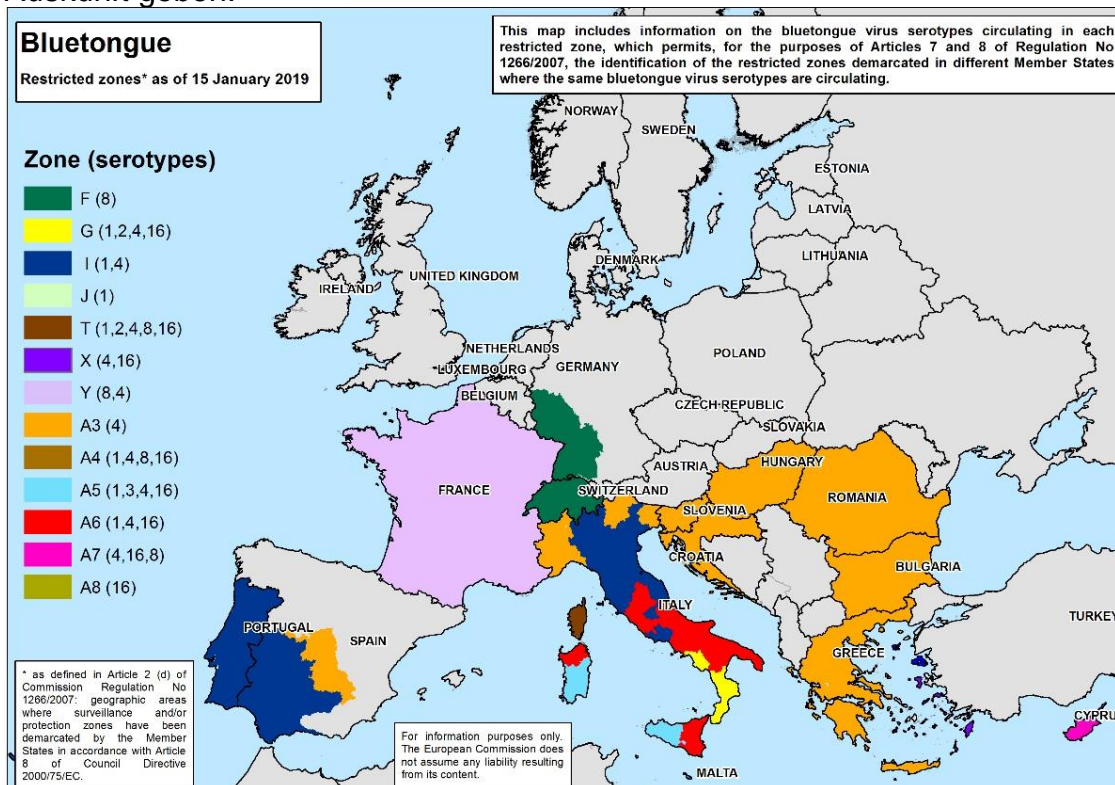 Auskunft geben.
Bluetongue
Restricted zones* as of 15 January 2019
This map includes information on the bluetongue virus serotypes circulating in each
restricted zone, which permits, for the purposes of Articles 7 and 8 of Regulation No
1266/2007, the identification of the restricted zones demarcated in different Member States
where the same bluetongue virus serotypes are circulating.
Zone (serotypes)
F (8)
G (1,2,4,16)
I (1,4)
J (1)
T (1,2,4,8,16)
X (4,16)
Y (8,4)
A3 (4)
A4 (1,4,8,16)
A5 (1,3,4,16)
A6 (1,4,16)
A7 (4,16,8)
A8 (16)
NORWAY
SWEDEN
ESTONIA
LATVIA
LITHUANIA
DENMARK
UNITED KINGDOM
IRELAND
NETHERLANDS
LUXEMBOURG
BELGIUM
GERMANY
POLAND
CZECH REPUBLIC
SLOVAKIA
AUSTRIA
HUNGARY
SWITZERLAND
FRANCE
SLOVENIA
ROMANIA
CROATIA
BULGARIA
ITALY
PORTUGAL
SPAIN
GREECE
TURKEY
CYPRU
MALTA
* as defined in Article 2 (d) of
Commission Regulation No
1266/2007: geographic areas
where surveillance and/or
protection zones have been
demarcated by the Member
States in accordance with Article
8 of Council Directive
2000/75/EC.
For information purposes only.
The European Commission does
not assume any liability resulting
from its content.